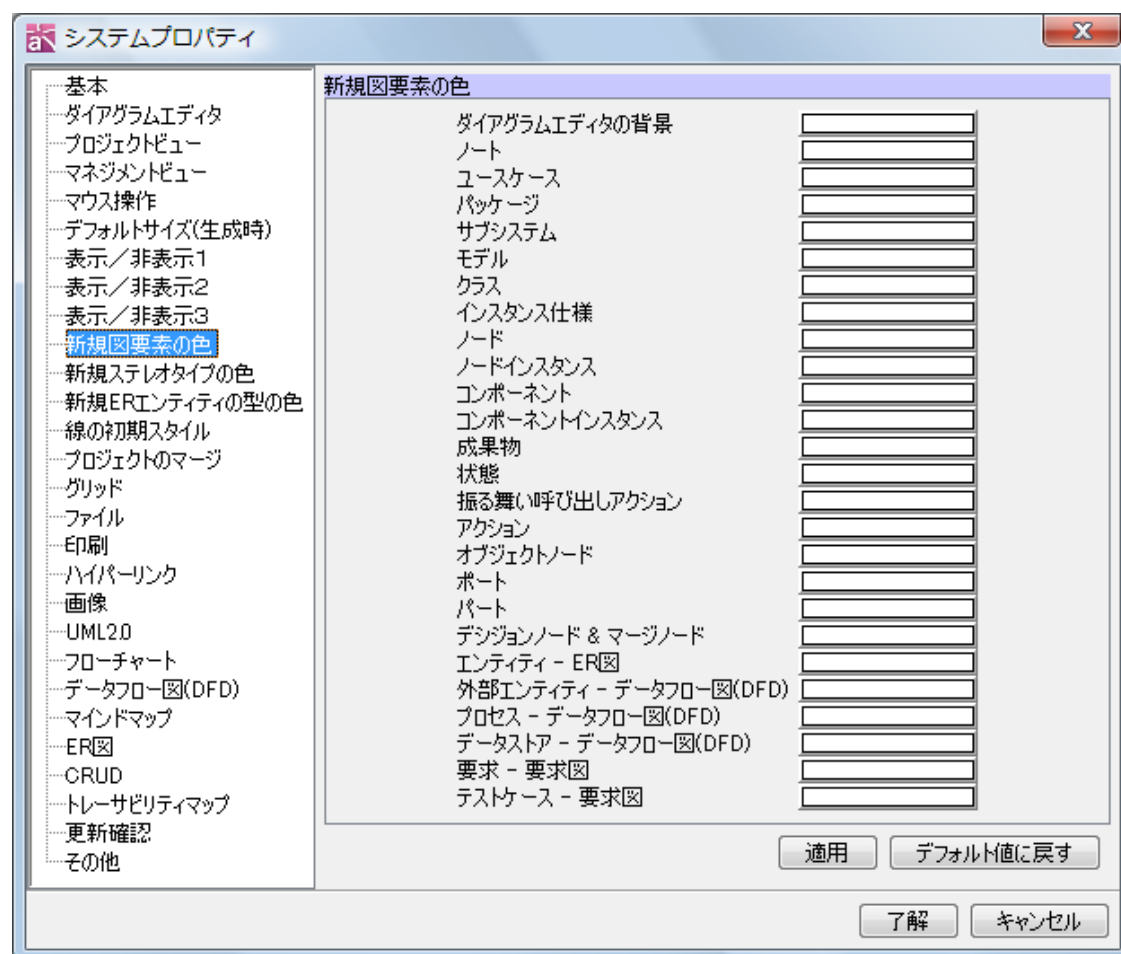 システムプロパティ
基本
ダイアグラムエディタ
プロジェクトビュー
マネジメントビュー
マウス操作
デフォルトサイズ(生成時)
表示/非表示1
表示/非表示2
表示/非表示3
新規図要素の色
新規ステレオタイプの色
新規ERエンティティの型の色
線の初期スタイル
プロジェクトのマージ
グリッド
ファイル
印刷
ハイパーリンク
画像
UML2.0
フローチャート
データフロー図(DFD)
マインドマップ
ER図
CRUD
トレーサビリティマップ
更新確認
その他
新規図要素の色
ダイアグラムエディタの背景
ノート
ユースケース
パッケージ
サブシステム
モデル
クラス
インスタンス仕様
ノード
ノードインスタンス
コンポーネント
コンポーネントインスタンス
成果物
状態
振る舞い呼び出しアクション
アクション
オブジェクトノード
ポート
パート
デシジョンノード & マージノード
エンティティ - ER図
外部エンティティ - データフロー図(DFD)
プロセス - データフロー図(DFD)
データストア - データフロー図(DFD)
要求 - 要求図
テストケース - 要求図
適用 デフォルト値に戻す
了解 キャンセル